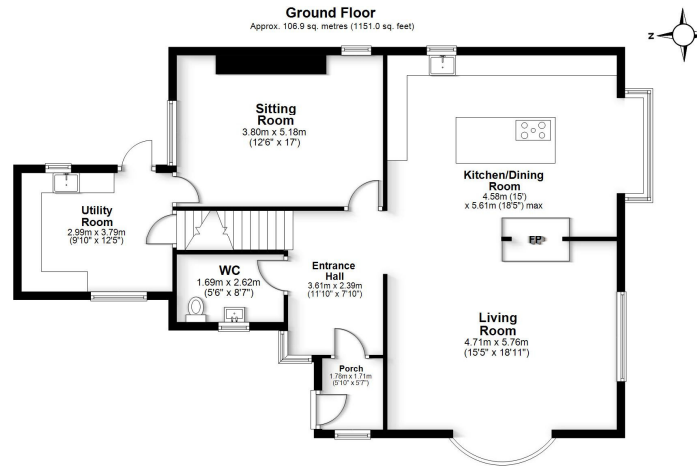 Ground Floor
Approx. 106.9 sq. metres (1151.0 sq. feet)
Z
Sitting
Room
3.80m x 5.18m
(12'6" x 17')
Kitchen/Dining
Room
4.58m (15')
x 5.61m (18'5") max
Utility
Room
2.99m x 3.79m
(9'10" x 12'5")
FP
WC
1.69m x 2.62m
(5'6" x 8'7")
Entrance
Hall
3.61m x 2.39m
(11'10" x 7'10")
Living
Room
4.71m x 5.76m
(15'5" x 18'11")
Porch
1.78m x 1.71m
(5'10" x 5'7")